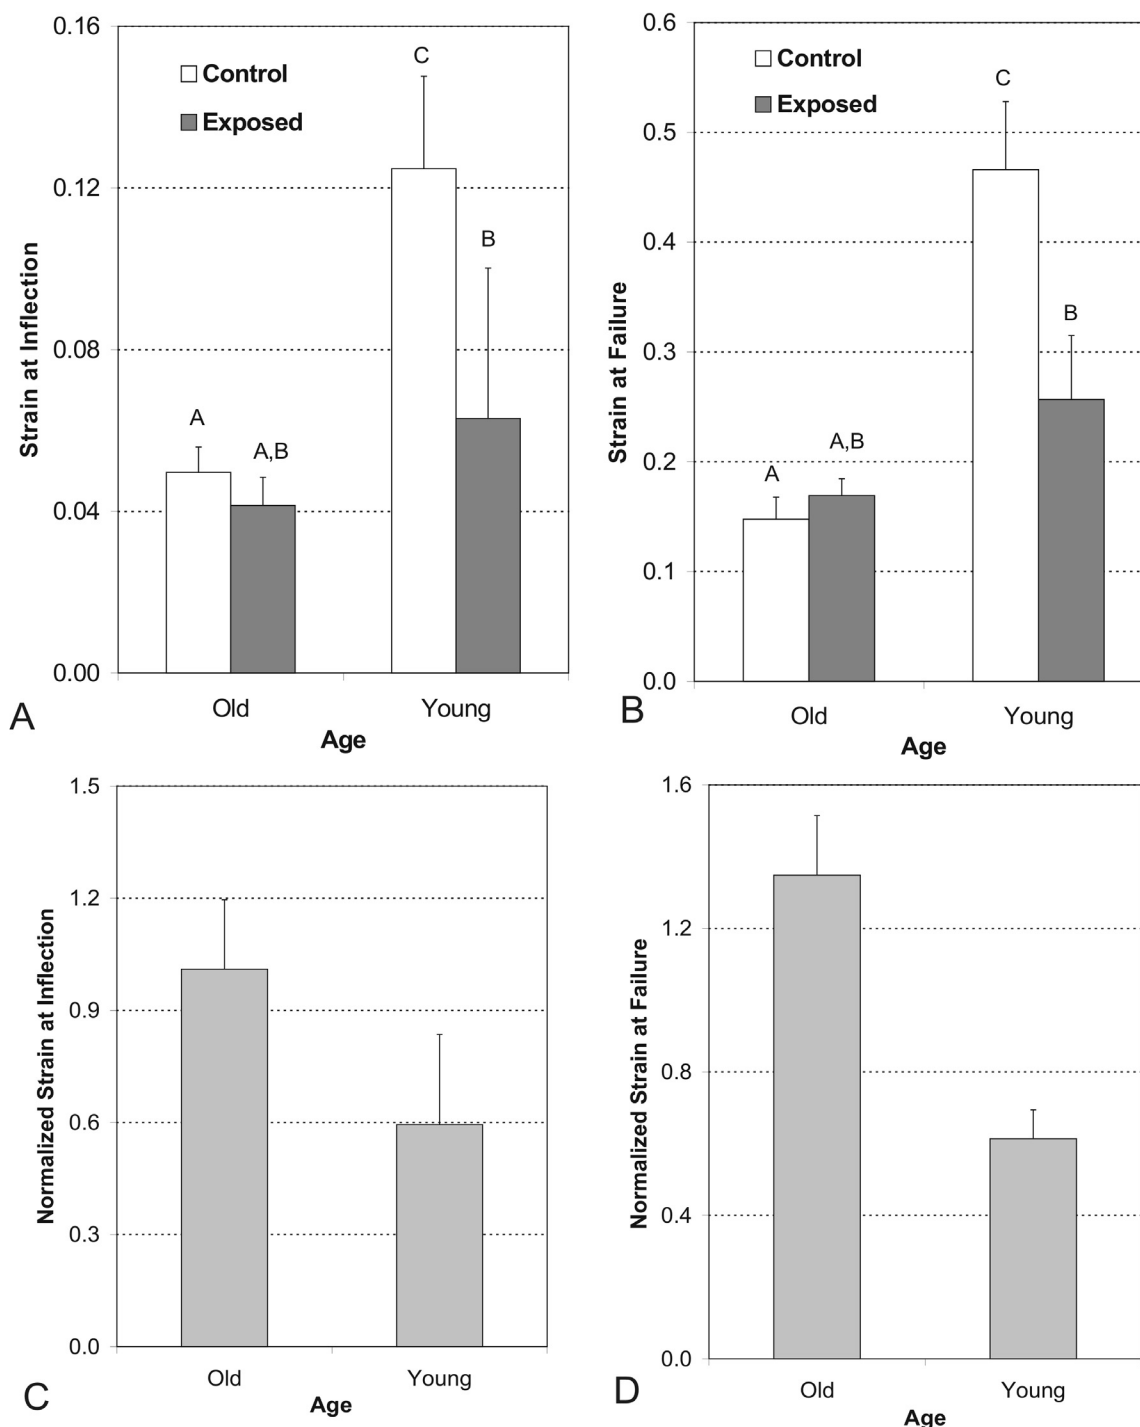 0.16
Control
Exposed
C
0.12
B
0.08
A
A,B
0.04
0.00
Strain at Inflection
Old
Young
Age
A
0.6
Control
Exposed
C
0.5
0.4
B
0.3
A,B
0.2
A
0.1
0.0
Strain at Failure
Old
Young
Age
B
1.5
1.2
0.9
0.6
0.3
0.0
Normalized Strain at Inflection
Old
Young
Age
C
1.6
1.2
0.8
0.4
0.0
Normalized Strain at Failure
Old
Young
Age
D